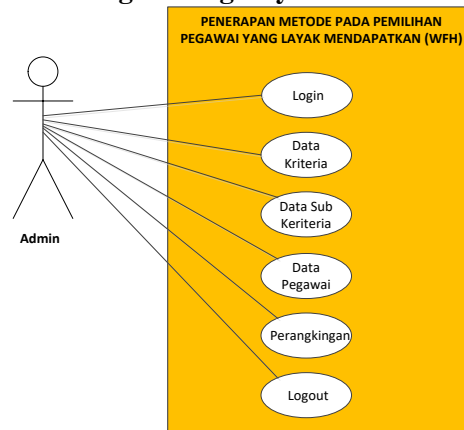 PENERAPAN METODE PADA PEMILIHAN
PEGAWAI YANG LAYAK MENDAPATKAN (WFH)
Login
Data
Kriteria
Data Sub
Keriteria
Admin
Data
Pegawai
Perangkingan
Logout